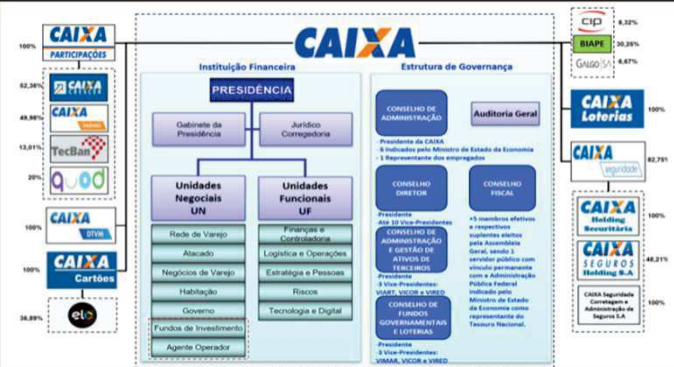 CAIXA
Instituição Financeira
PRESIDÊNCIA
Gabinete da
Presidência
Jurídico
Corregedoria
Unidades
Negociais
UN
Unidades
Funcionais
UF
Rede de Varejo
Atacado
Negócios de Varejo
Habitação
Governo
Fundos de Investimento
Agente Operador
Finanças e
Controladoria
Logística e Operações
Estratégia e Pessoas
Riscos
Tecnologia e Digital
Estrutura de Governança
CONSELHO DE
ADMINISTRAÇÃO
Auditoria Geral
- Presidente da CAIXA
- 6 Indicados pelo Ministro de Estado da Economia
- 1 Representante dos empregados
CONSELHO
DIRETOR
-Presidente
- Até 10 Vice-Presidentes
CONSELHO
FISCAL
+5 membros efetivos e
respectivos
suplentes eleitos
pela Assembleia
Geral, sendo 1
servidor público com
vínculo permanente
com a Administração
Pública Federal
indicado pelo
Ministro de Estado
da Economia como
representante do
Tesouro Nacional.
CONSELHO DE
ADMINISTRAÇÃO
E GESTÃO DE
ATIVOS DE
TERCEIROS
- Presidente
- 3 Vice-Presidentes:
VIART, VICOR e VIRED
CONSELHO DE
FUNDOS
GOVERNAMENTAIS
E LOTERIAS
-Presidente
-3 Vice-Presidentes:
VIMAR, VICOR e VIRED
100%
CAIXA
PARTICIPAÇÕES
CAIXA
49,98%
CAIXA
13,01%
TecBan
20%
quod
100%
CAIXA
DTVM
100%
CAIXA
Cartões
elo
cip
8,32%
BIAPE
GALGO SA
6,67%
CAIXA
Loterias
100%
CAIXA
seguridade
82,75%
CAIXA
Holding
Securitária
100%
CAIXA
SEGUROS
Holding S.A
48,21%
CAIXA Seguridade
Corretagem e
Administração de
Seguros S.A
100%